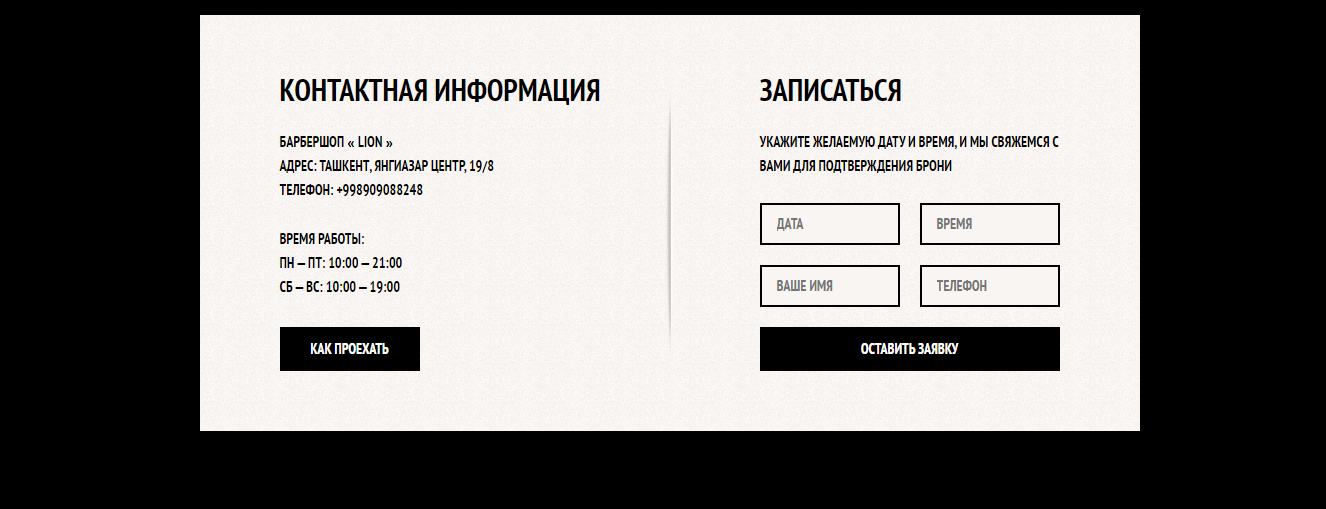 КОНТАКТНАЯ ИНФОРМАЦИЯ
БАРБЕРШОП « LION »
АДРЕС: ТАШКЕНТ, ЯНГИАЗАР ЦЕНТР, 19/8
ТЕЛЕФОН: +998909088248
ВРЕМЯ РАБОТЫ:
ПН – ПТ: 10:00 – 21:00
СБ – ВС: 10:00 – 19:00
КАК ПРОЕХАТЬ
ЗАПИСАТЬСЯ
УКАЖИТЕ ЖЕЛАЕМУЮ ДАТУ И ВРЕМЯ, И МЫ СВЯЖЕМСЯ С
ВАМИ ДЛЯ ПОДТВЕРЖДЕНИЯ БРОНИ
ДАТА
ВРЕМЯ
ВАШЕ ИМЯ
ТЕЛЕФОН
ОСТАВИТЬ ЗАЯВКУ